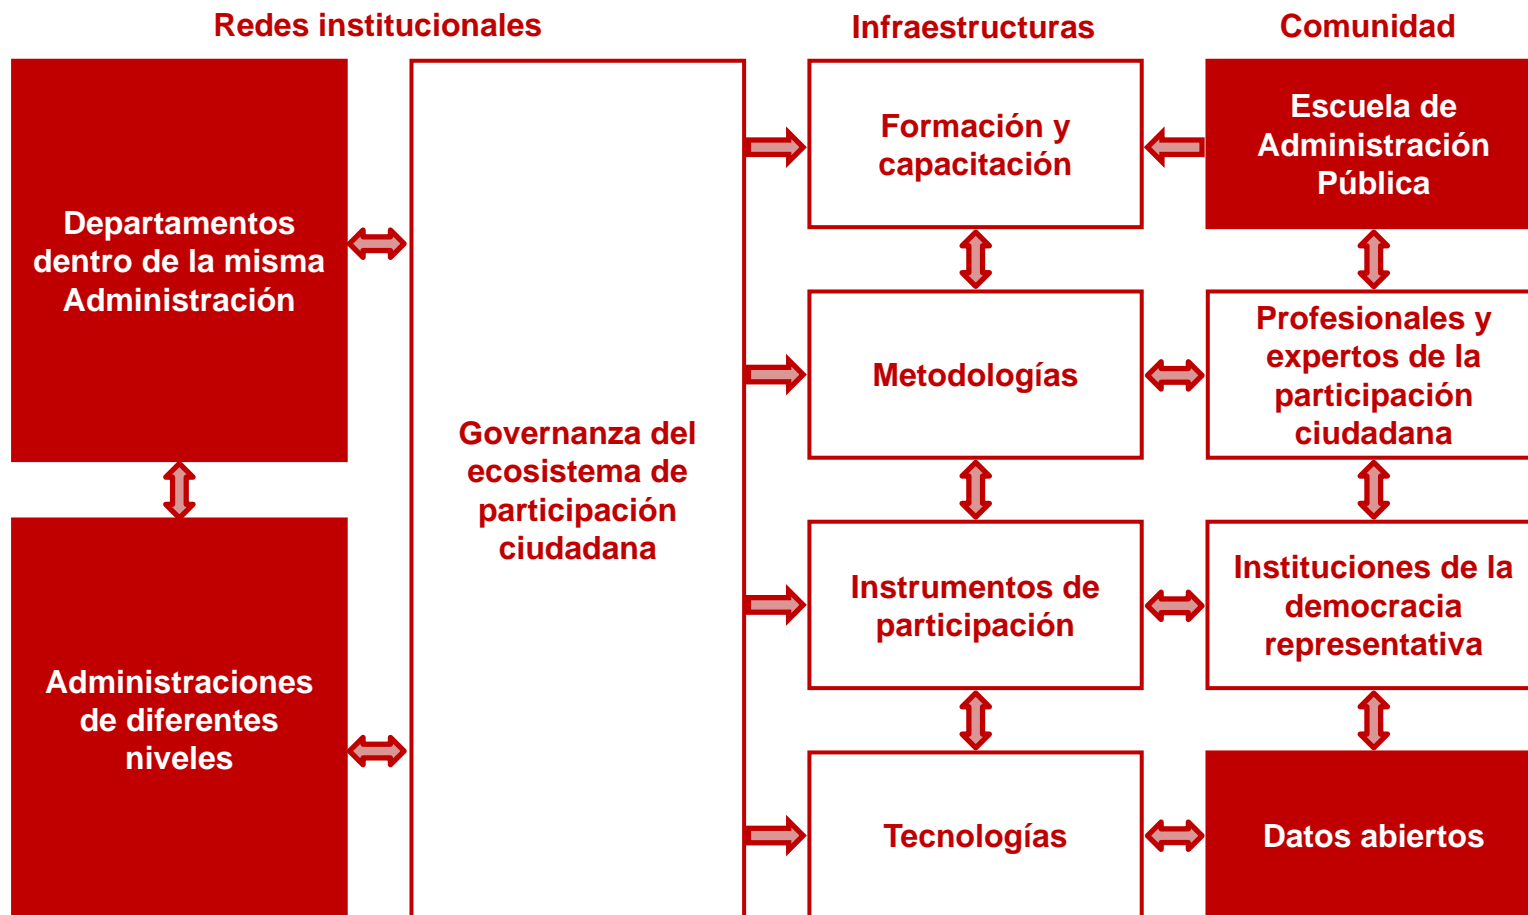 Redes institucionales
Infraestructuras
Comunidad
Departamentos
dentro de la misma
Administración
Administraciones
de diferentes
niveles
Governanza del
ecosistema de
participación
ciudadana
Formación y
capacitación
Metodologías
Instrumentos de
participación
Tecnologías
Escuela de
Administración
Pública
Profesionales y
expertos de la
participación
ciudadana
Instituciones de la
democracia
representativa
Datos abiertos